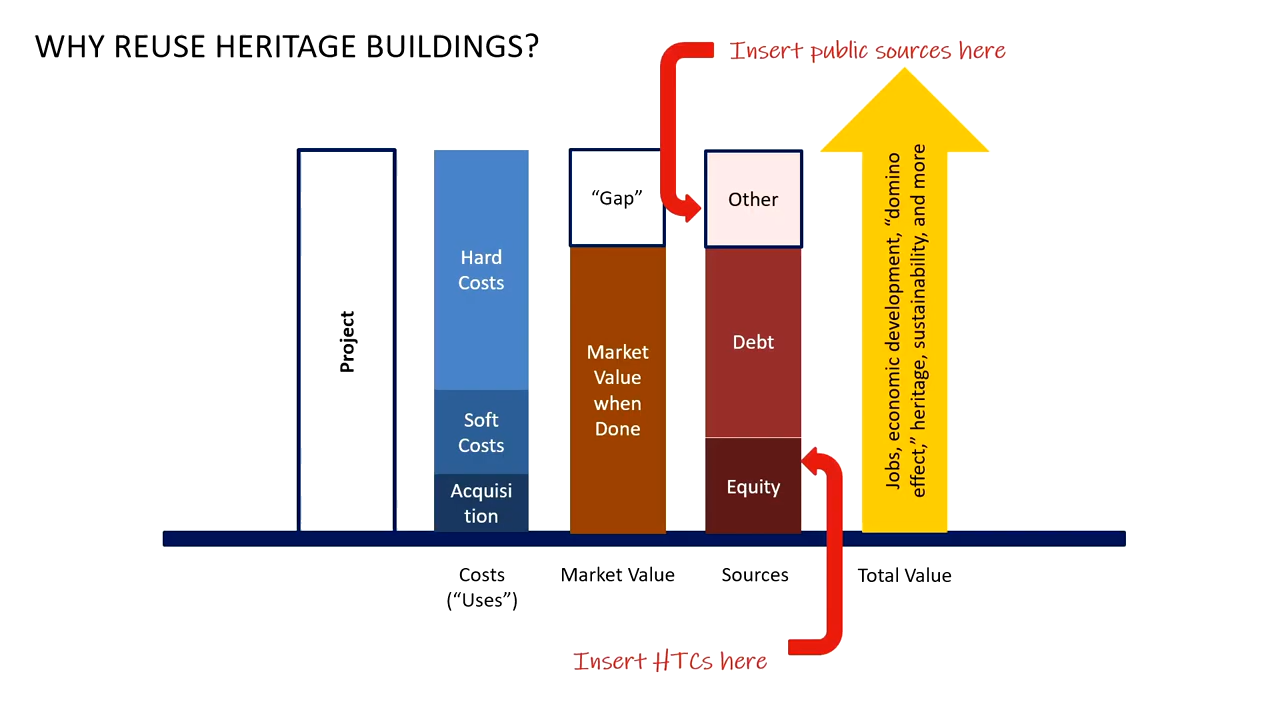 WHY REUSE HERITAGE BUILDINGS?
Insert public sources here
Project
Hard
Costs
Soft
Costs
Acquisi
tion
“Gap”
Market
Value
when
Done
Other
Debt
Equity
Jobs, economic development, “domino
effect,” heritage, sustainability, and more
Costs
(“Uses”)
Market Value
Sources
Total Value
Insert HTCs here